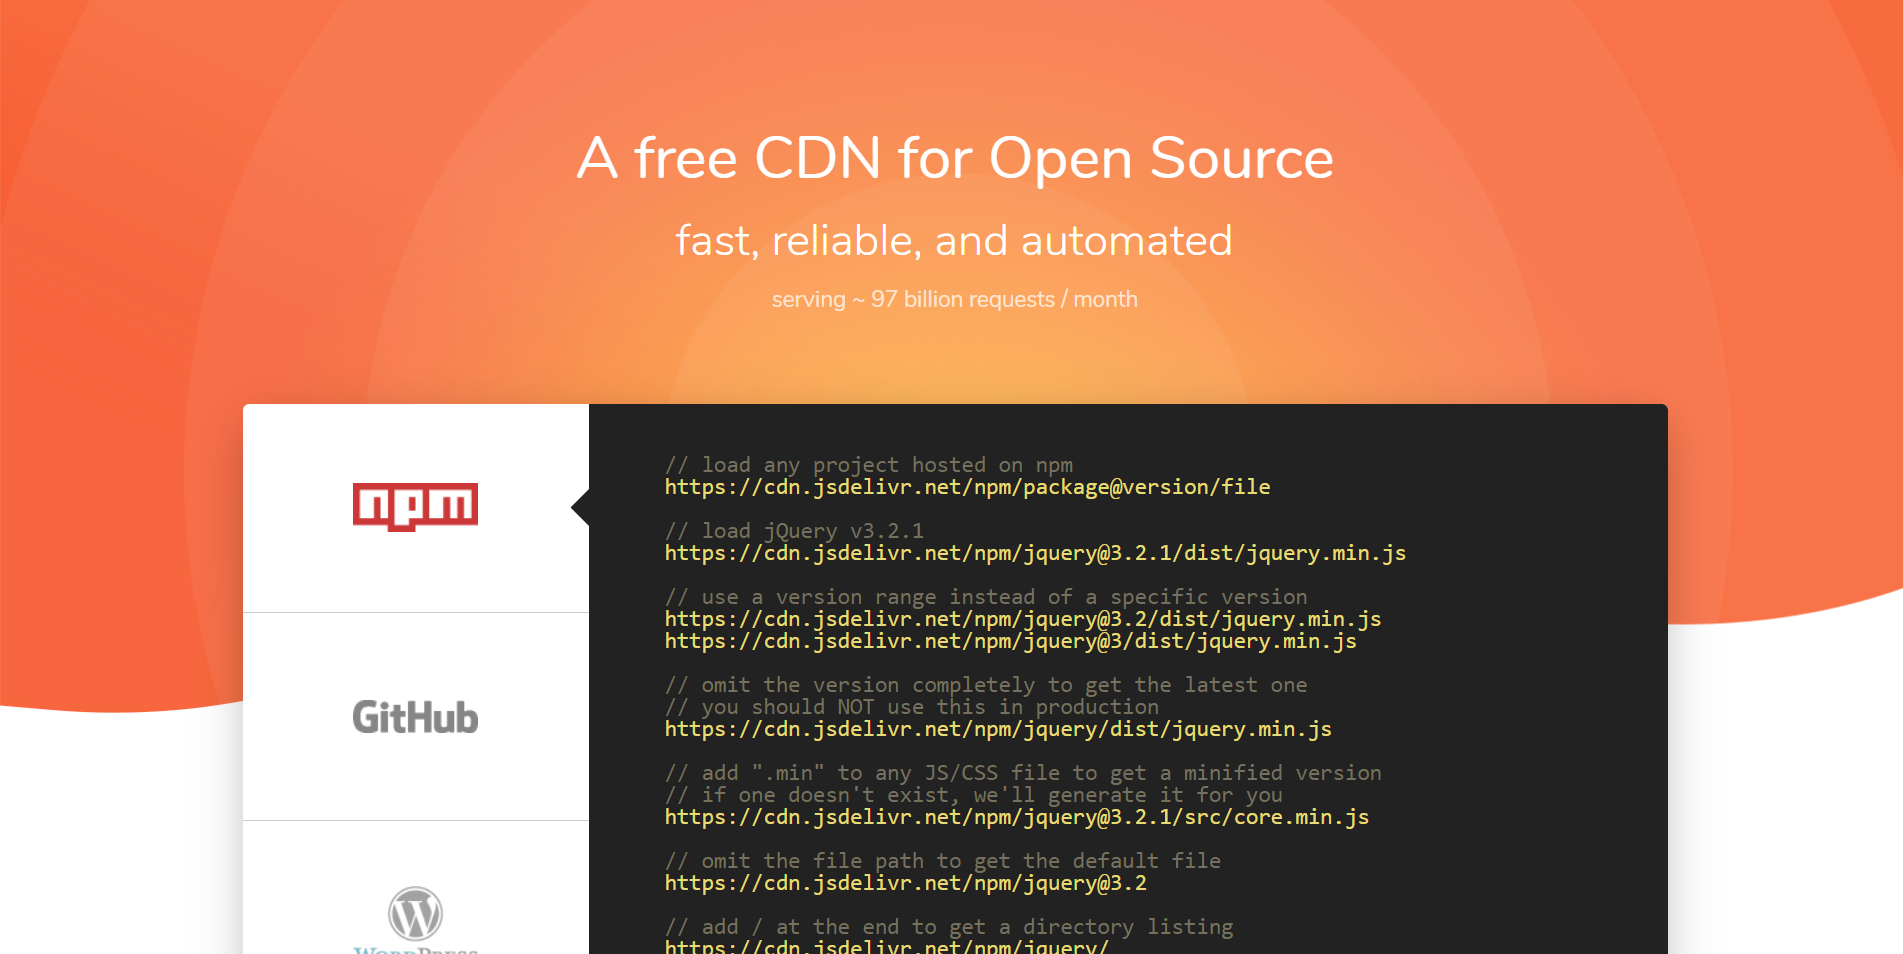 A free CDN for Open Source
fast, reliable, and automated
serving ~ 97 billion requests / month
npm
GitHub
WordPress
// load any project hosted on npm
https://cdn.jsdelivr.net/npm/package@version/file
// load jQuery v3.2.1
https://cdn.jsdelivr.net/npm/jquery@3.2.1/dist/jquery.min.js
// use a version range instead of a specific version
https://cdn.jsdelivr.net/npm/jquery@3.2/dist/jquery.min.js
https://cdn.jsdelivr.net/npm/jquery@3/dist/jquery.min.js
// omit the version completely to get the latest one
// you should NOT use this in production
https://cdn.jsdelivr.net/npm/jquery/dist/jquery.min.js
// add ".min" to any JS/CSS file to get a minified version
// if one doesn't exist, we'll generate it for you
https://cdn.jsdelivr.net/npm/jquery@3.2.1/src/core.min.js
// omit the file path to get the default file
https://cdn.jsdelivr.net/npm/jquery@3.2
// add / at the end to get a directory listing
https://cdn.jsdelivr.net/npm/jquery/